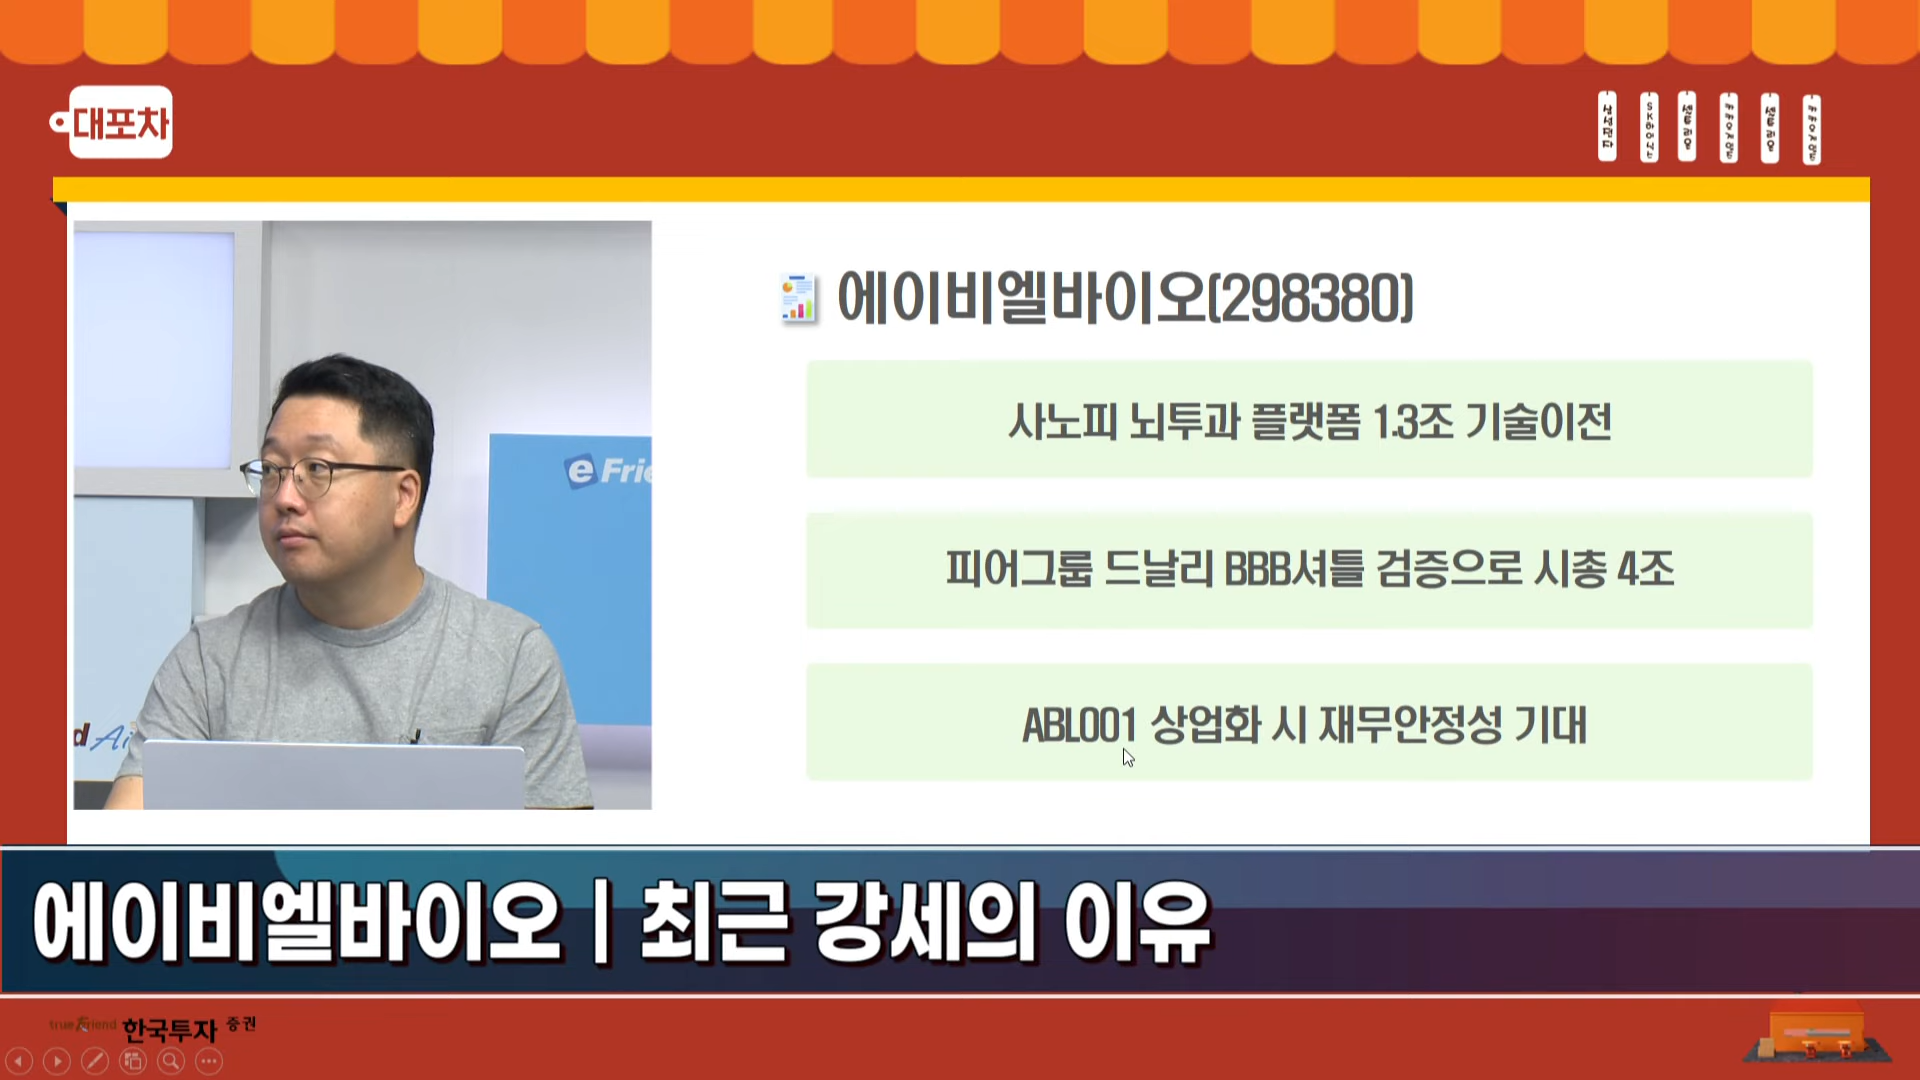 대포차
에이비엘바이오(298380)
사노피 뇌투과 플랫폼 1.3조 기술이전
피어그룹 드날리 BBB셔틀 검증으로 시총 4조
ABL001 상업화 시 재무안정성 기대
e Frie
d Ai
에이비엘바이오 | 최근 강세의 이유
true Friend 한국투자 증권